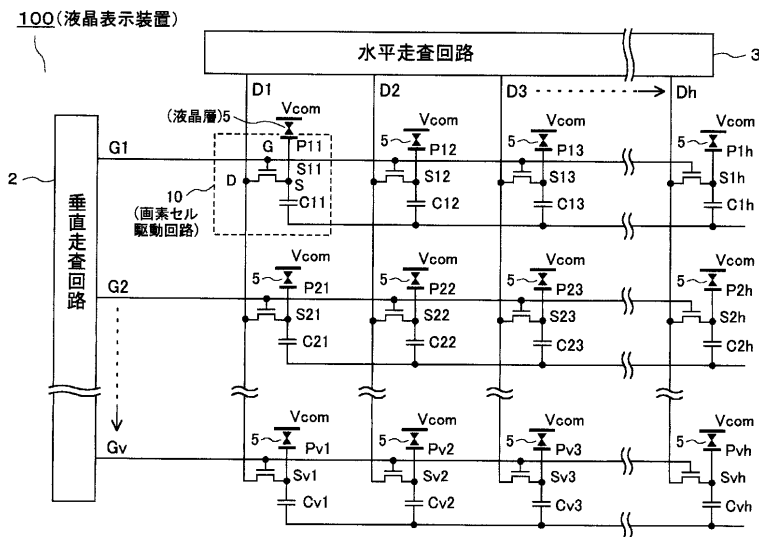 100(液晶表示装置)
水平走査回路
3
D1 D2 D3 Dh
(液晶層)5
Vcom Vcom Vcom Vcom
P11 5 P12 5 P13 5 P1h
2
G1
G
S11 S12 S13 S1h
10
D
S
C11 C12 C13 C1h
(画素セル
駆動回路)
垂直走査回路
Vcom Vcom Vcom Vcom
5 P21 5 P22 5 P23 5 P2h
G2
S21 S22 S23 S2h
C21 C22 C23 C2h
Vcom Vcom Vcom Vcom
5 Pv1 5 Pv2 5 Pv3 5 Pvh
Gv
Sv1 Sv2 Sv3 Svh
Cv1 Cv2 Cv3 Cvh